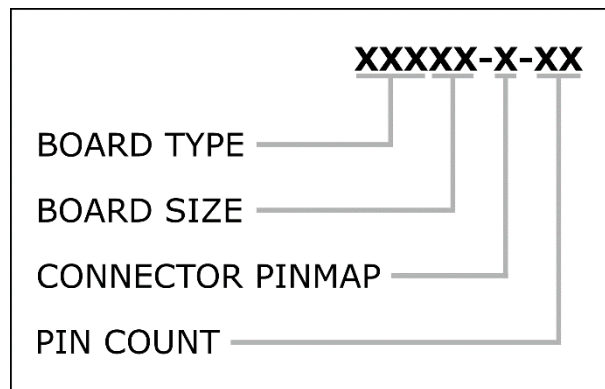 XXXXX-X-XX
BOARD TYPE
BOARD SIZE
CONNECTOR PINMAP
PIN COUNT